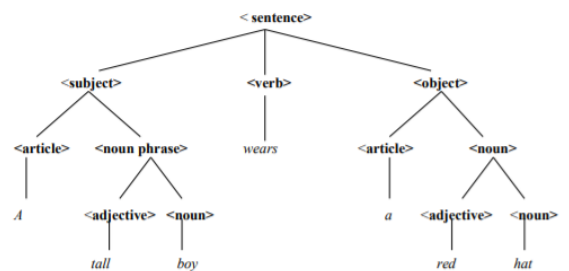 < sentence>
<subject> <verb> <object>
<article> <noun phrase> wears <article> <noun>
A <adjective> <noun> a <adjective> <noun>
tall boy red hat